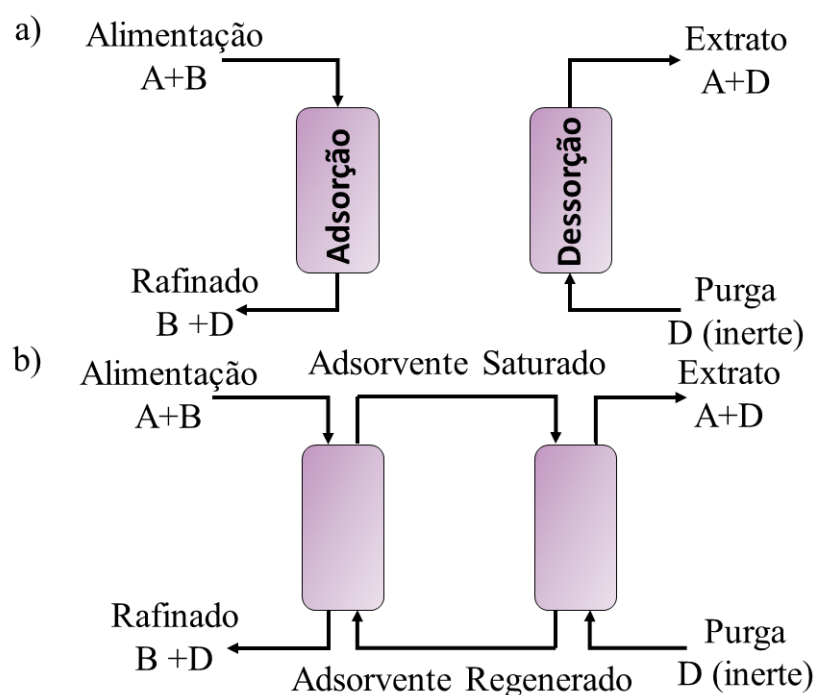 a)
Alimentação
A+B
Extrato
A+D
Adsorção
Dessorção
Rafinado
B +D
Purga
D (inerte)
b)
Alimentação
A+B
Adsorvente Saturado
Extrato
A+D
Rafinado
B +D
Adsorvente Regenerado
Purga
D (inerte)